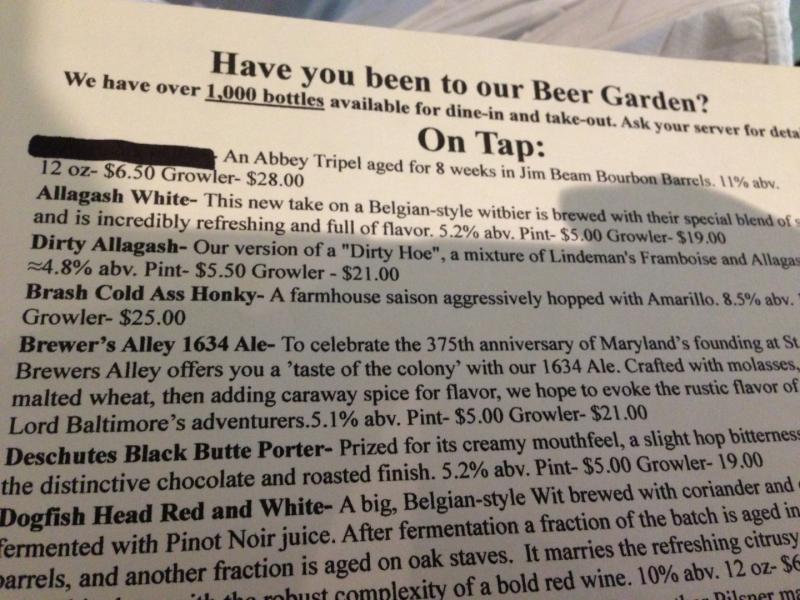 Have you been to our Beer Garden?
We have over 1,000 bottles available for dine-in and take-out. Ask your server for
On Tap:
An Abbey Tripel aged for 8 weeks in Jim Beam Bourbon Barrels. 11% abv.
12 oz- $6.50 Growler- $28.00
Allagash White- This new take on a Belgian-style witbier is brewed with their special blend of
and is incredibly refreshing and full of flavor. 5.2% abv. Pint- $5.00 Growler- $19.00
Dirty Allagash- Our version of a "Dirty Hoe", a mixture of Lindeman's Framboise and
≈4.8% abv. Pint- $5.50 Growler - $21.00
Brash Cold Ass Honky- A farmhouse saison aggressively hopped with Amarillo. 8.5% abv.
Growler- $25.00
Brewer's Alley 1634 Ale- To celebrate the 375th anniversary of Maryland's founding at St
Brewers Alley offers you a 'taste of the colony' with our 1634 Ale. Crafted with molasses,
malted wheat, then adding caraway spice for flavor, we hope to evoke the rustic flavor of
Lord Baltimore's adventurers.5.1% abv. Pint- $5.00 Growler- $21.00
Deschutes Black Butte Porter- Prized for its creamy mouthfeel, a slight hop bitterness
the distinctive chocolate and roasted finish. 5.2% abv. Pint- $5.00 Growler- 19.00
Dogfish Head Red and White- A big, Belgian-style Wit brewed with coriander and
fermented with Pinot Noir juice. After fermentation a fraction of the batch is aged in
barrels, and another fraction is aged on oak staves. It marries the refreshing citrusy
with the robust complexity of a bold red wine. 10% abv. 12 oz- $6
Pilsner